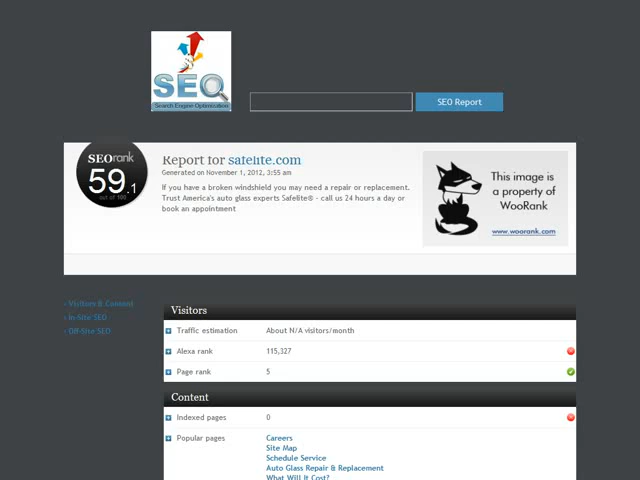 SEO
Search Engine Optimization
SEO Report
SEOrank
59.1
out of 100
Report for safelite.com
Generated on November 1, 2012, 3:55 am
If you have a broken windshield you may need a repair or replacement.
Trust America's auto glass experts Safelite® - call us 24 hours a day or
book an appointment
This image is
a property of
WooRank
www.woorank.com
› Visitors & Content
› In-Site SEO
› Off-Site SEO
Visitors
Traffic estimation About N/A visitors/month
Alexa rank 115,327
Page rank 5
Content
Indexed pages 0
Popular pages Careers
Site Map
Schedule Service
Auto Glass Repair & Replacement
What Will It Cost?